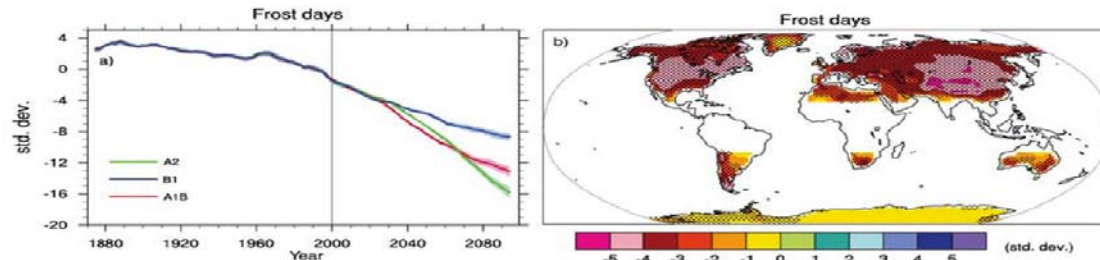 Frost days
4
0
-4
-8
-12
-16
-20
std. dev.
a)
A2
B1
A1B
1880 1920 1960 2000 2040 2080
Year
Frost days
b)
-5 -4 -3 -2 -1 0 1 2 3 4 5 (std. dev.)